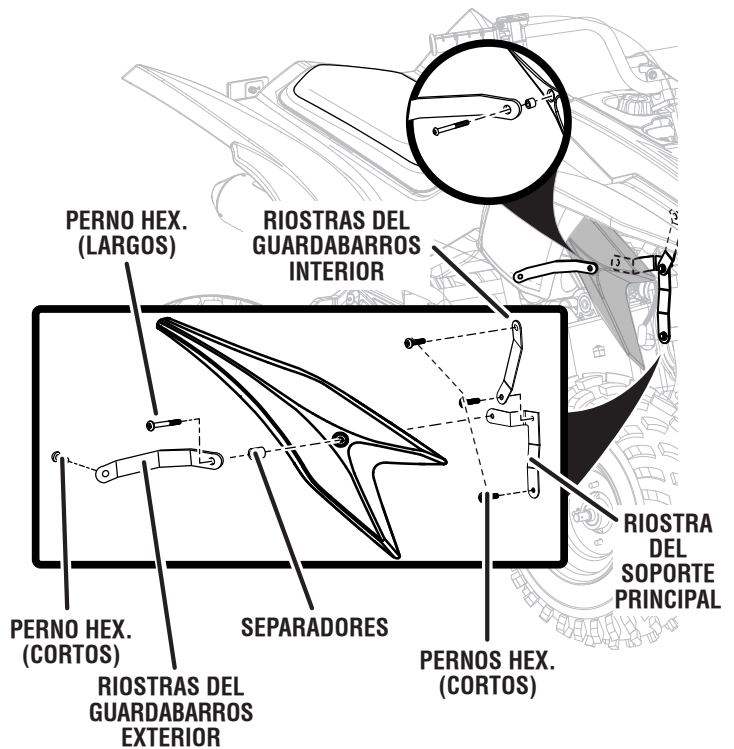 PERNO HEX.
(LARGOS)
RIOSTRAS DEL
GUARDABARROS
INTERIOR
RIOSTRA
DEL
SOPORTE
PRINCIPAL
PERNO HEX.
(CORTOS)
SEPARADORES
PERNOS HEX.
(CORTOS)
RIOSTRAS DEL
GUARDABARROS
EXTERIOR